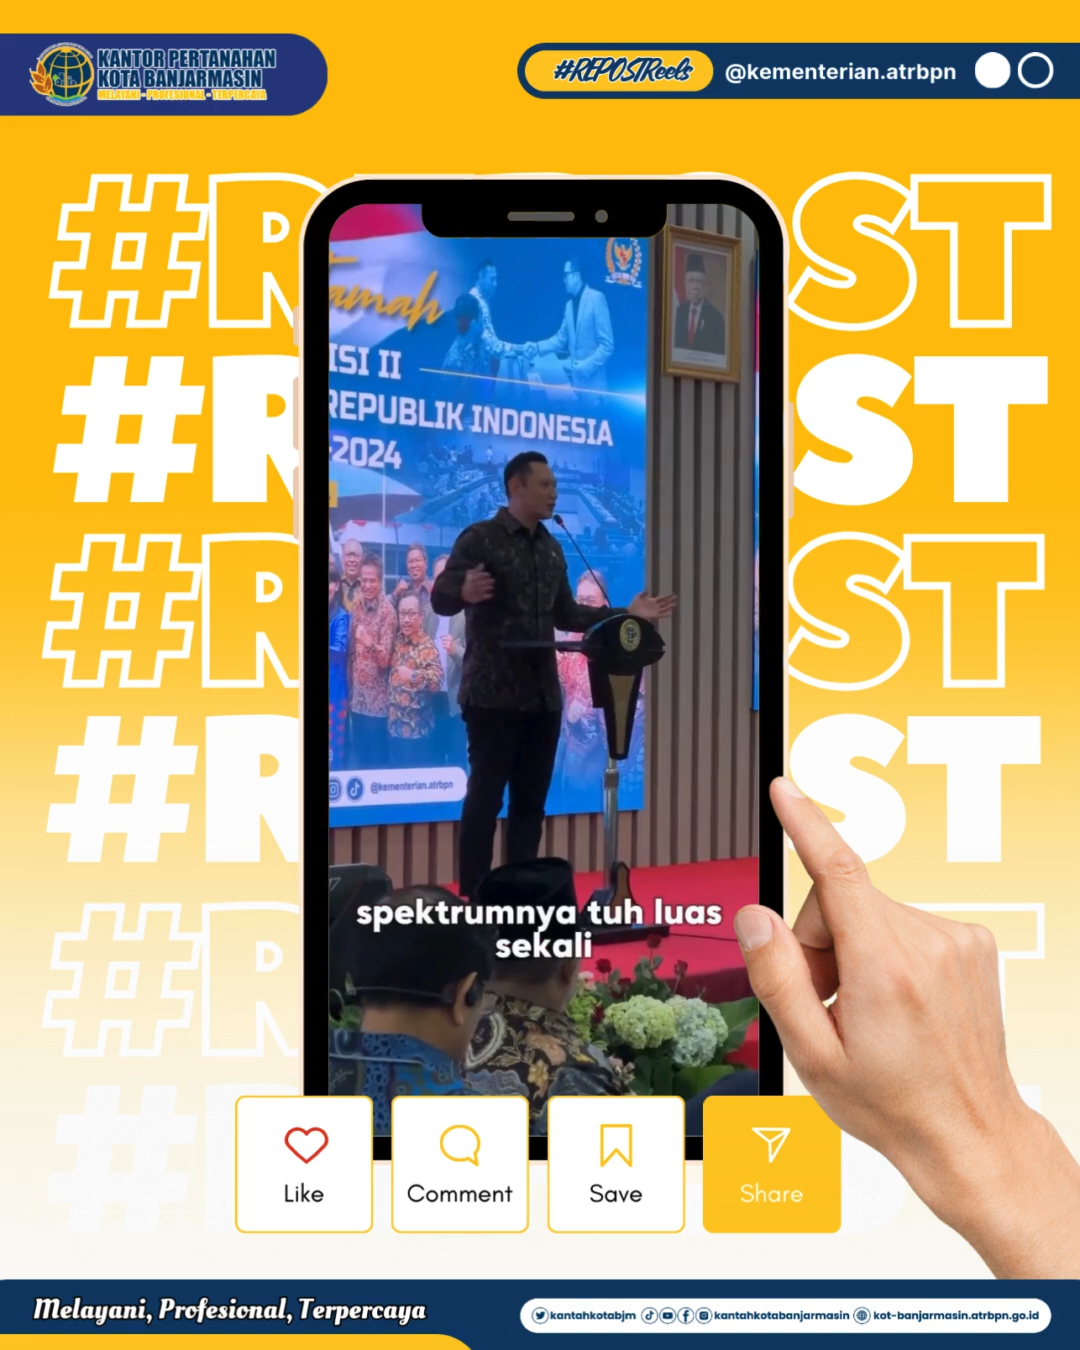 KANTOR PERTANAHAN
KOTA BANJARMASIN
MELAYANI - PROFESIONAL - TERPERCAYA
#REPOSTReels
@kementerian.atrbpn
#R ST
#R ST
#R ST
#R ST
#R T
#R
amah
ISI II
REPUBLIK INDONESIA
-2024
@kementerian.atrbpn
spektrumnya tuh luas
sekali
Like
Comment
Save
Share
Melayani, Profesional, Terpercaya
kantahkotabjm
kantahkotabanjarmasin
kot-banjarmasin.atrbpn.go.id